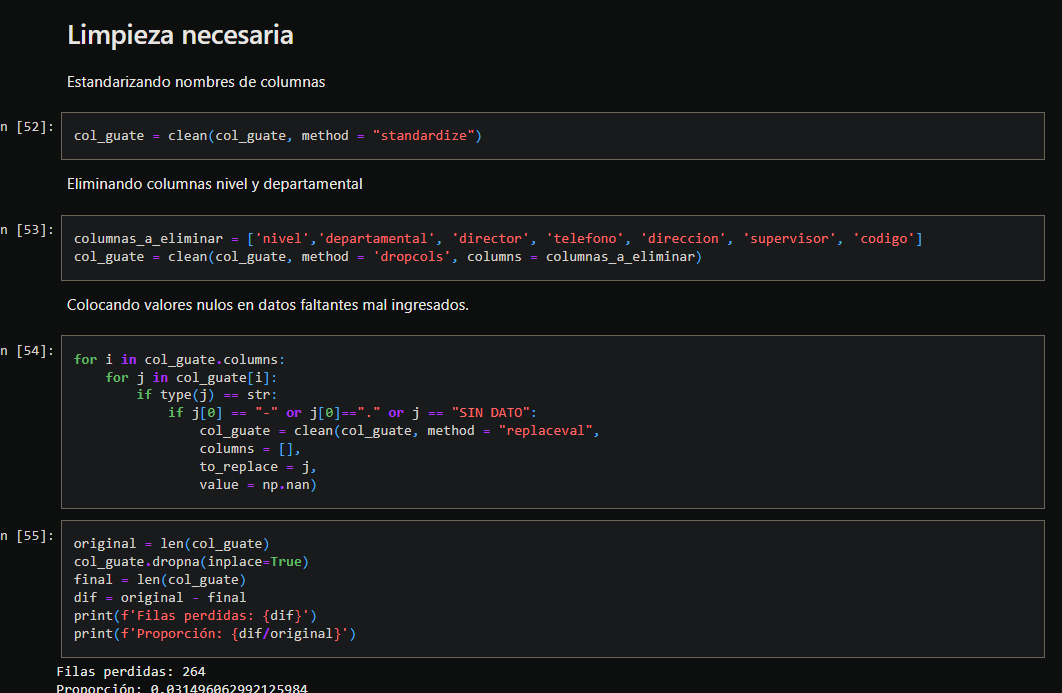 Limpieza necesaria
Estandarizando nombres de columnas
n [52]:
col_guate = clean(col_guate, method = "standardize")
Eliminando columnas nivel y departamental
n [53]:
columnas_a_eliminar = ['nivel','departamental', 'director', 'telefono', 'direccion', 'supervisor', 'codigo']
col_guate = clean(col_guate, method = 'dropcols', columns = columnas_a_eliminar)
Colocando valores nulos en datos faltantes mal ingresados.
n [54]:
for i in col_guate.columns:
    for j in col_guate[i]:
        if type(j) == str:
            if j[0] == "-" or j[0]=="." or j == "SIN DATO":
                col_guate = clean(col_guate, method = "replaceval",
                columns = [],
                to_replace = j,
                value = np.nan)
n [55]:
original = len(col_guate)
col_guate.dropna(inplace=True)
final = len(col_guate)
dif = original - final
print(f'Filas perdidas: {dif}')
print(f'Proporción: {dif/original}')
Filas perdidas: 264
Proporción: 0.031496062992125984